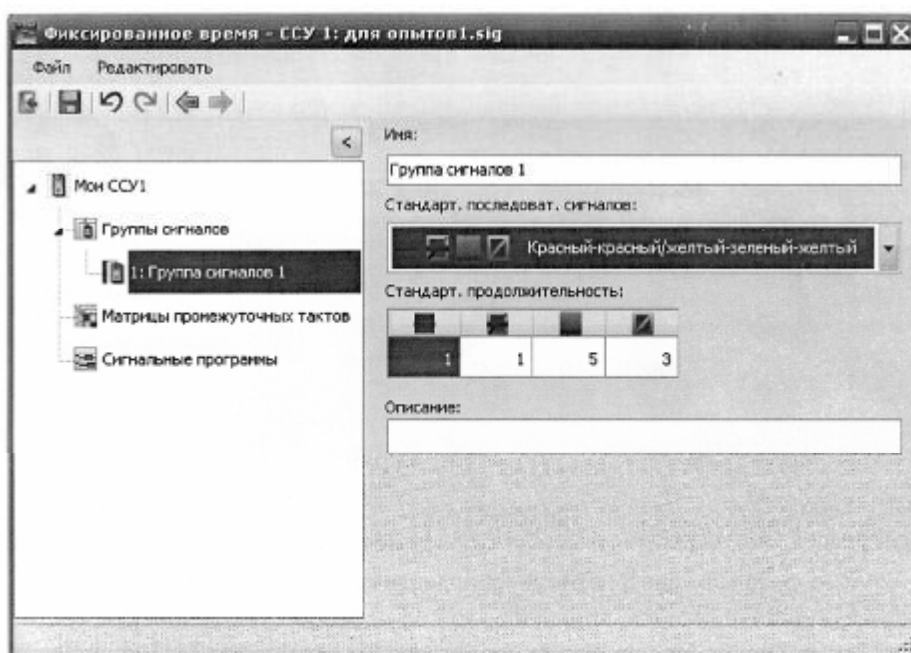 Фиксированное время - ССУ 1: для опытов1.sig
Файл Редактировать
<
Мои ССУ1
Группы сигналов
1: Группа сигналов 1
Матрицы промежуточных тактов
Сигнальные программы
Имя:
Группа сигналов 1
Стандарт. последоват. сигналов:
Красный-красный/желтый-зеленый-желтый
Стандарт. продолжительность:
1 1 5 3
Описание: